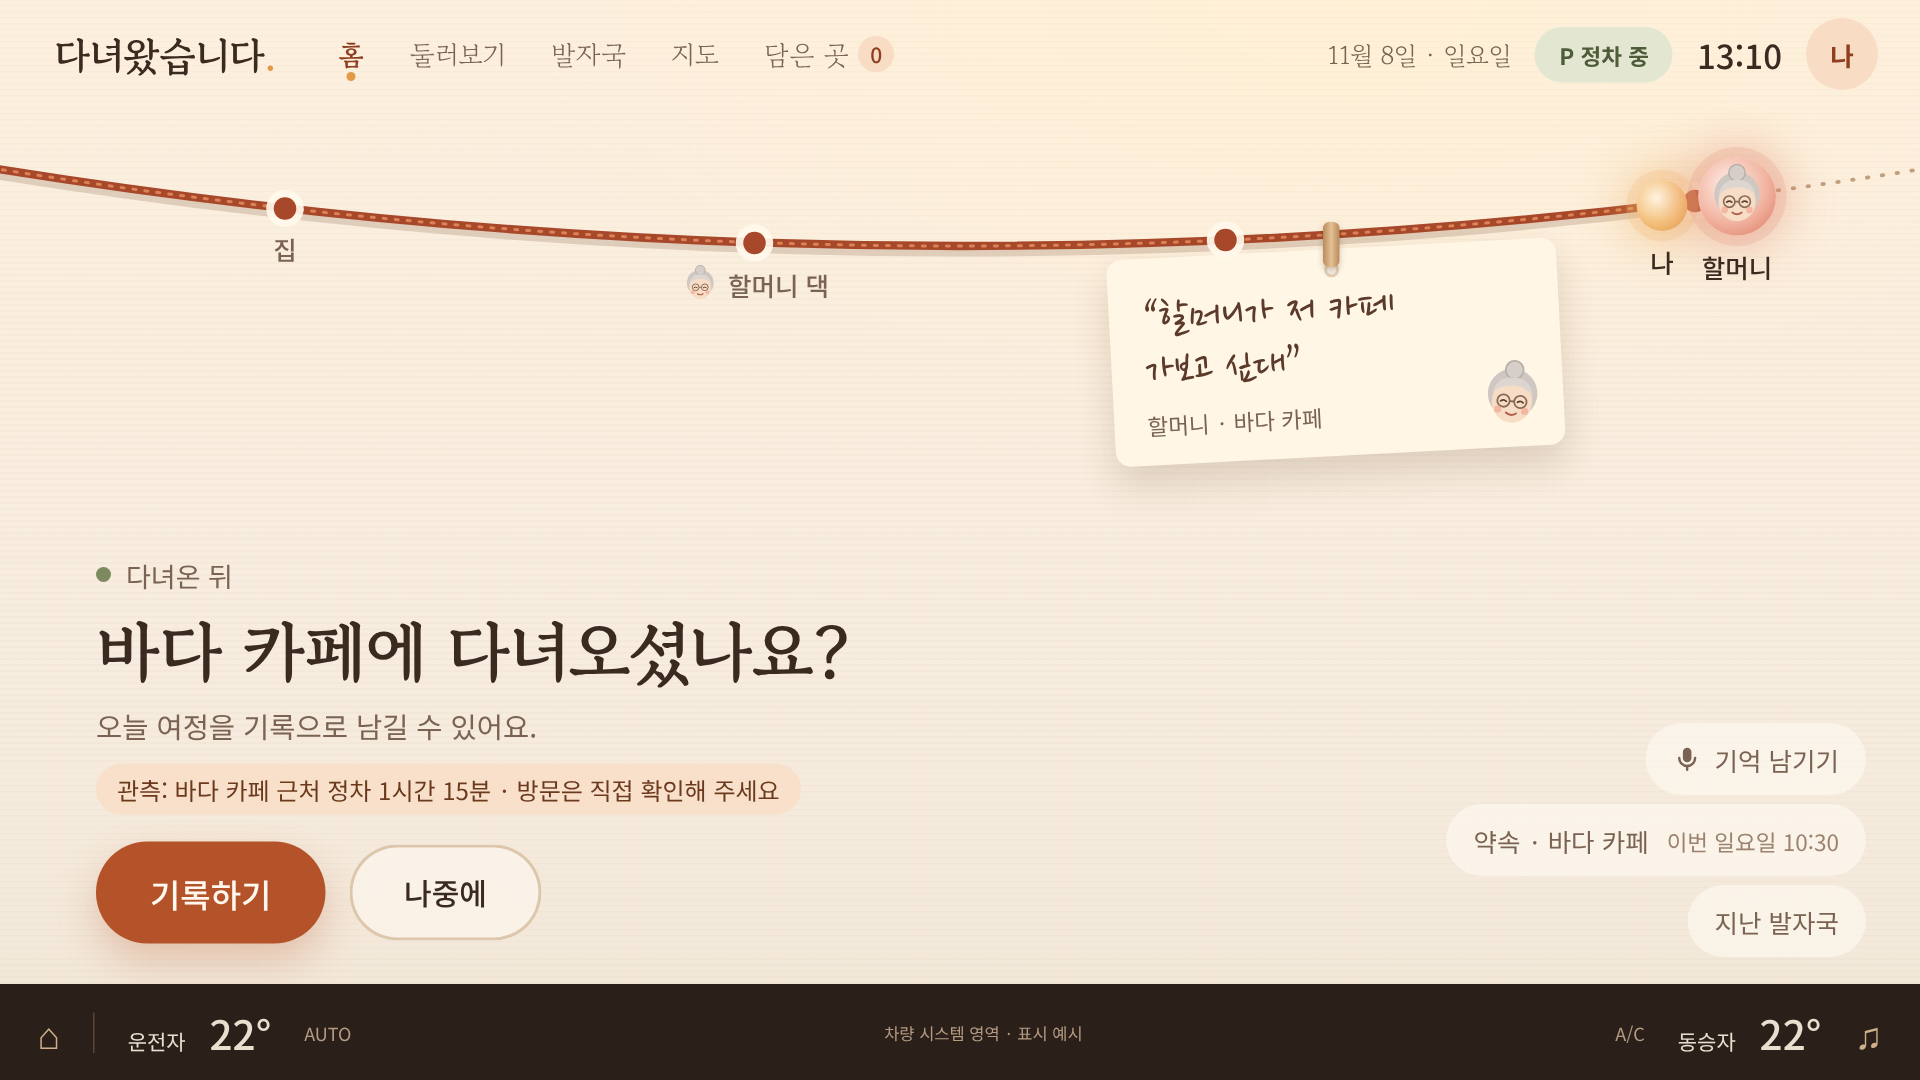 다녀왔습니다.
홈
둘러보기
발자국
지도
담은 곳 0
11월 8일 · 일요일
P 정차 중
13:10
나
집
할머니 댁
나
할머니
“할머니가 저 카페
가보고 싶대”
할머니 · 바다 카페
다녀온 뒤
바다 카페에 다녀오셨나요?
오늘 여정을 기록으로 남길 수 있어요.
관측: 바다 카페 근처 정차 1시간 15분 · 방문은 직접 확인해 주세요
기록하기
나중에
기억 남기기
약속 · 바다 카페 이번 일요일 10:30
지난 발자국
운전자 22° AUTO
차량 시스템 영역 · 표시 예시
A/C 동승자 22°